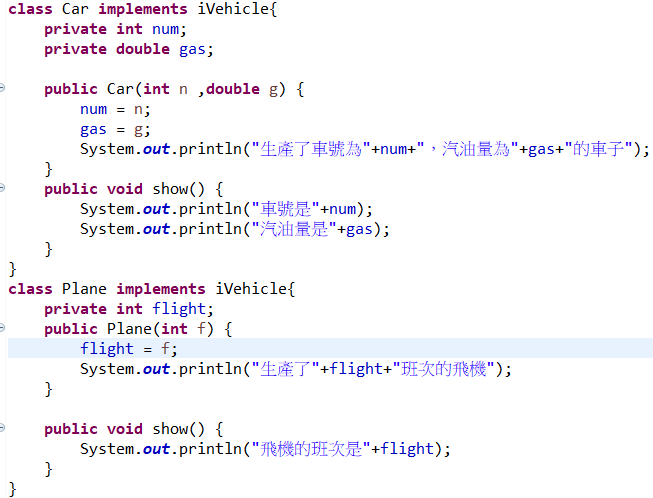 class Car implements iVehicle{
    private int num;
    private double gas;

    public Car(int n ,double g) {
        num = n;
        gas = g;
        System.out.println("生產了車號為"+num+"，汽油量為"+gas+"的車子");
    }
    public void show() {
        System.out.println("車號是"+num);
        System.out.println("汽油量是"+gas);
    }
}
class Plane implements iVehicle{
    private int flight;
    public Plane(int f) {
        flight = f;
        System.out.println("生產了"+flight+"班次的飛機");
    }

    public void show() {
        System.out.println("飛機的班次是"+flight);
    }
}